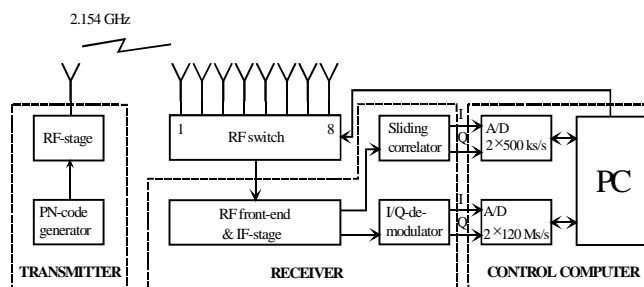 2.154 GHz
1
8
RF switch
RF-stage
PN-code
generator
TRANSMITTER
RF front-end
& IF-stage
Sliding
correlator
I/Q-de-
modulator
RECEIVER
I
Q
I
Q
A/D
2×500 ks/s
A/D
2×120 Ms/s
PC
CONTROL COMPUTER